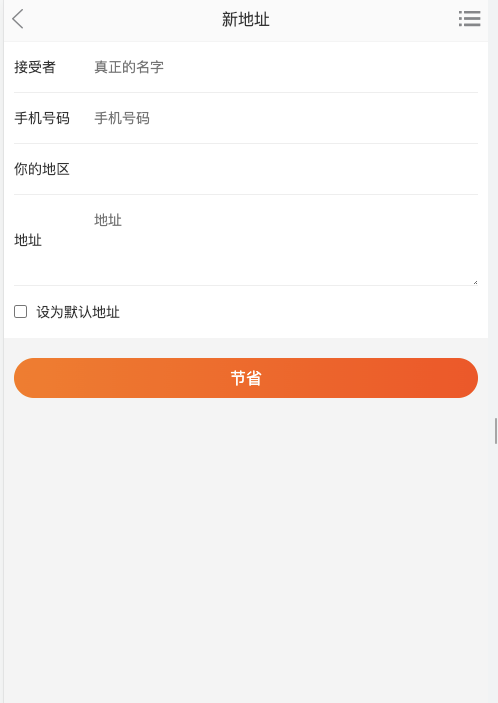 新地址
接受者 真正的名字
手机号码 手机号码
你的地区
地址 地址
设为默认地址
节省